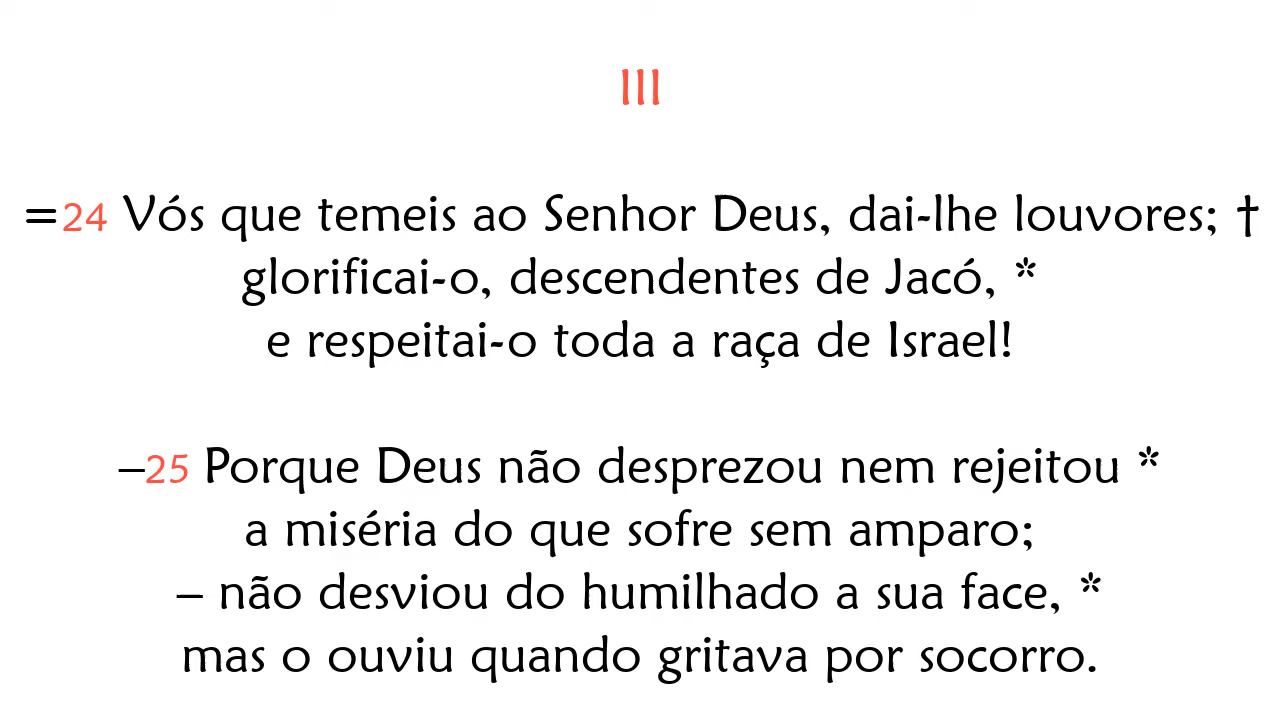 III
=24 Vós que temeis ao Senhor Deus, dai-lhe louvores; †
glorificai-o, descendentes de Jacó, *
e respeitai-o toda a raça de Israel!
–25 Porque Deus não desprezou nem rejeitou *
a miséria do que sofre sem amparo;
– não desviou do humilhado a sua face, *
mas o ouviu quando gritava por socorro.